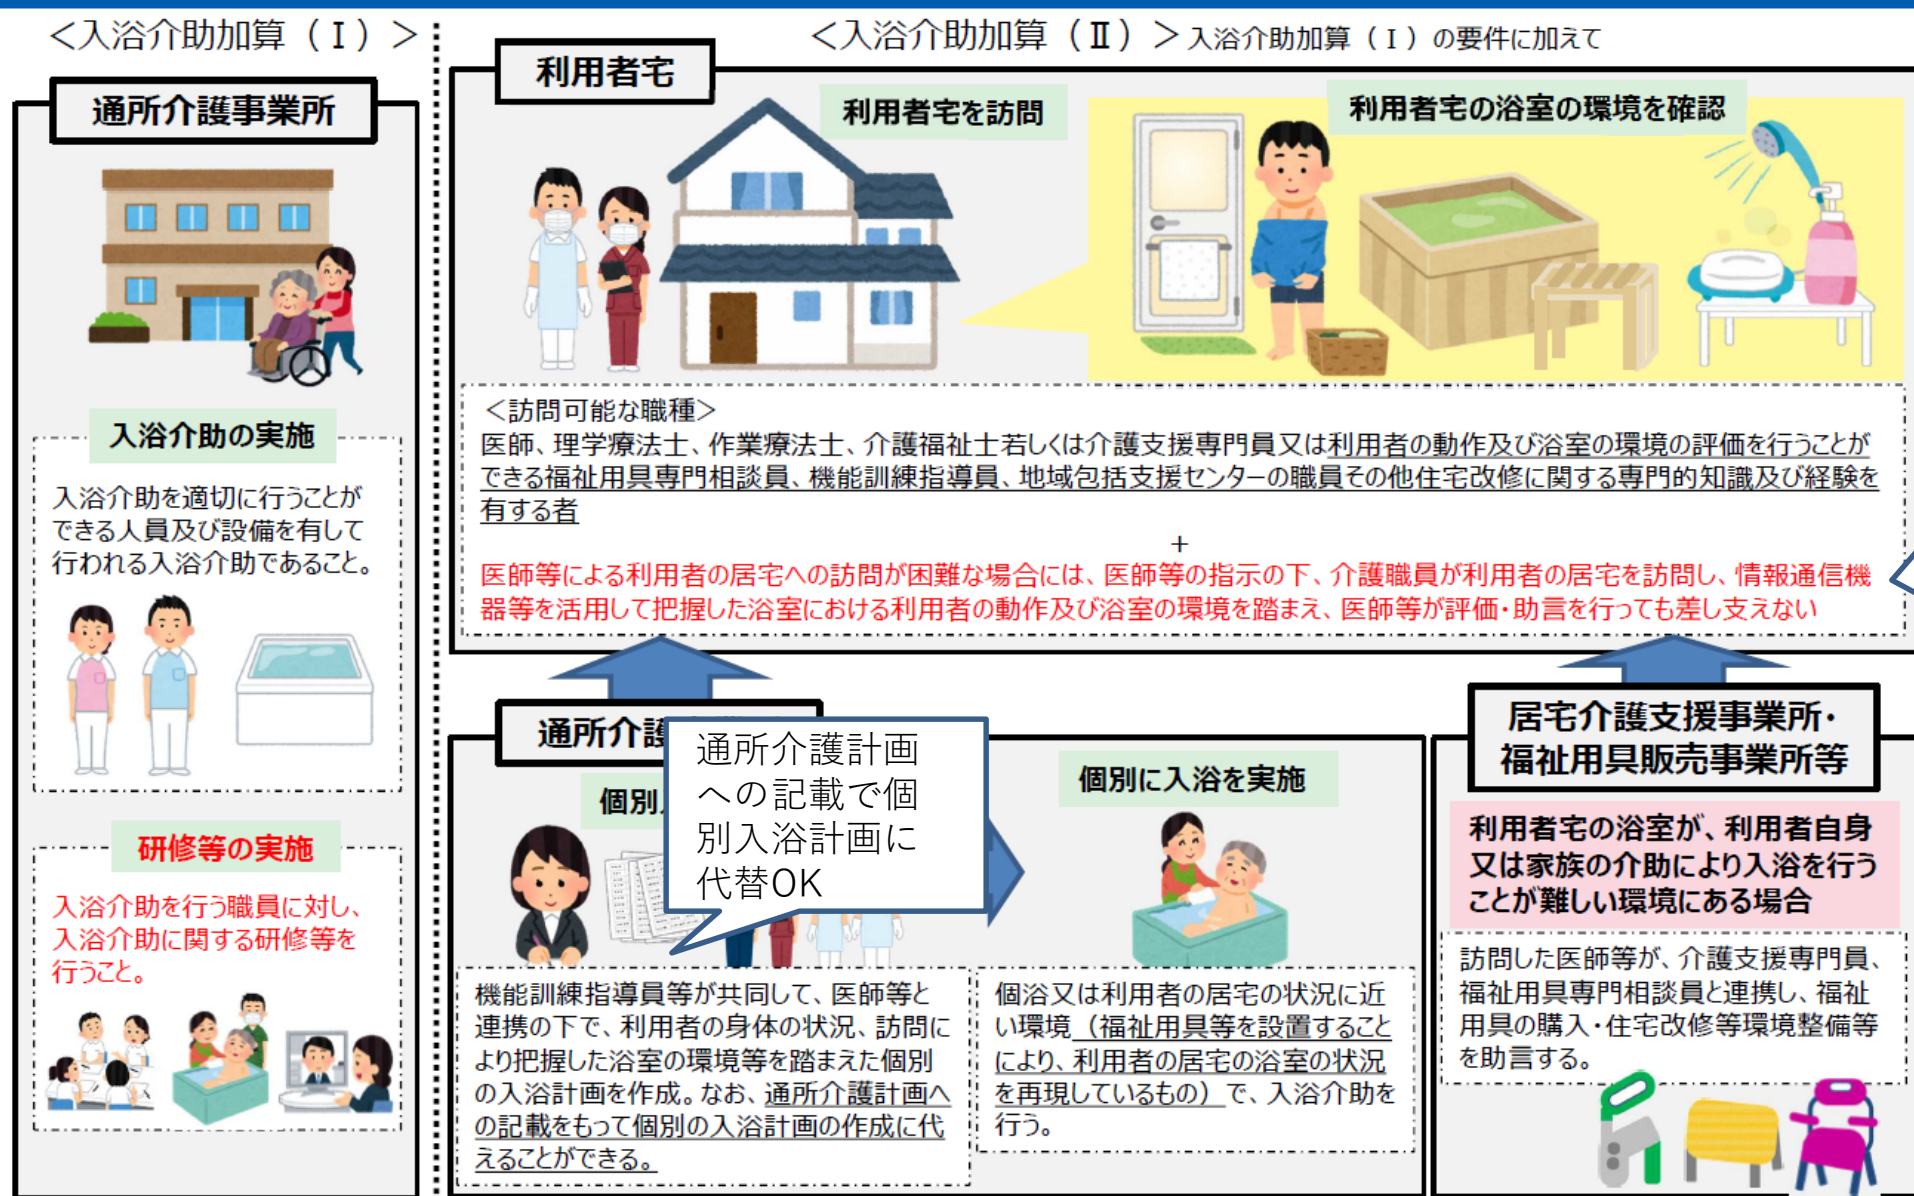 ＜入浴介助加算（Ⅰ）＞
通所介護事業所
入浴介助の実施
入浴介助を適切に行うことが
できる人員及び設備を有して
行われる入浴介助であること。
研修等の実施
入浴介助を行う職員に対し、
入浴介助に関する研修等を
行うこと。
＜入浴介助加算（Ⅱ）＞入浴介助加算（Ⅰ）の要件に加えて
利用者宅
利用者宅を訪問
利用者宅の浴室の環境を確認
＜訪問可能な職種＞
医師、理学療法士、作業療法士、介護福祉士若しくは介護支援専門員又は利用者の動作及び浴室の環境の評価を行うことが
できる福祉用具専門相談員、機能訓練指導員、地域包括支援センターの職員その他住宅改修に関する専門的知識及び経験を
有する者
＋
医師等による利用者の居宅への訪問が困難な場合には、医師等の指示の下、介護職員が利用者の居宅を訪問し、情報通信機
器等を活用して把握した浴室における利用者の動作及び浴室の環境を踏まえ、医師等が評価・助言を行っても差し支えない
通所介護
個別
通所介護計画
への記載で個
別入浴計画に
代替OK
機能訓練指導員等が共同して、医師等と
連携の下で、利用者の身体の状況、訪問に
より把握した浴室の環境等を踏まえた個別
の入浴計画を作成。なお、通所介護計画へ
の記載をもって個別の入浴計画の作成に代
えることができる。
個別に入浴を実施
個浴又は利用者の居宅の状況に近
い環境（福祉用具等を設置すること
により、利用者の居宅の浴室の状況
を再現しているもの）で、入浴介助を
行う。
居宅介護支援事業所・
福祉用具販売事業所等
利用者宅の浴室が、利用者自身
又は家族の介助により入浴を行う
ことが難しい環境にある場合
訪問した医師等が、介護支援専門員、
福祉用具専門相談員と連携し、福祉
用具の購入・住宅改修等環境整備等
を助言する。